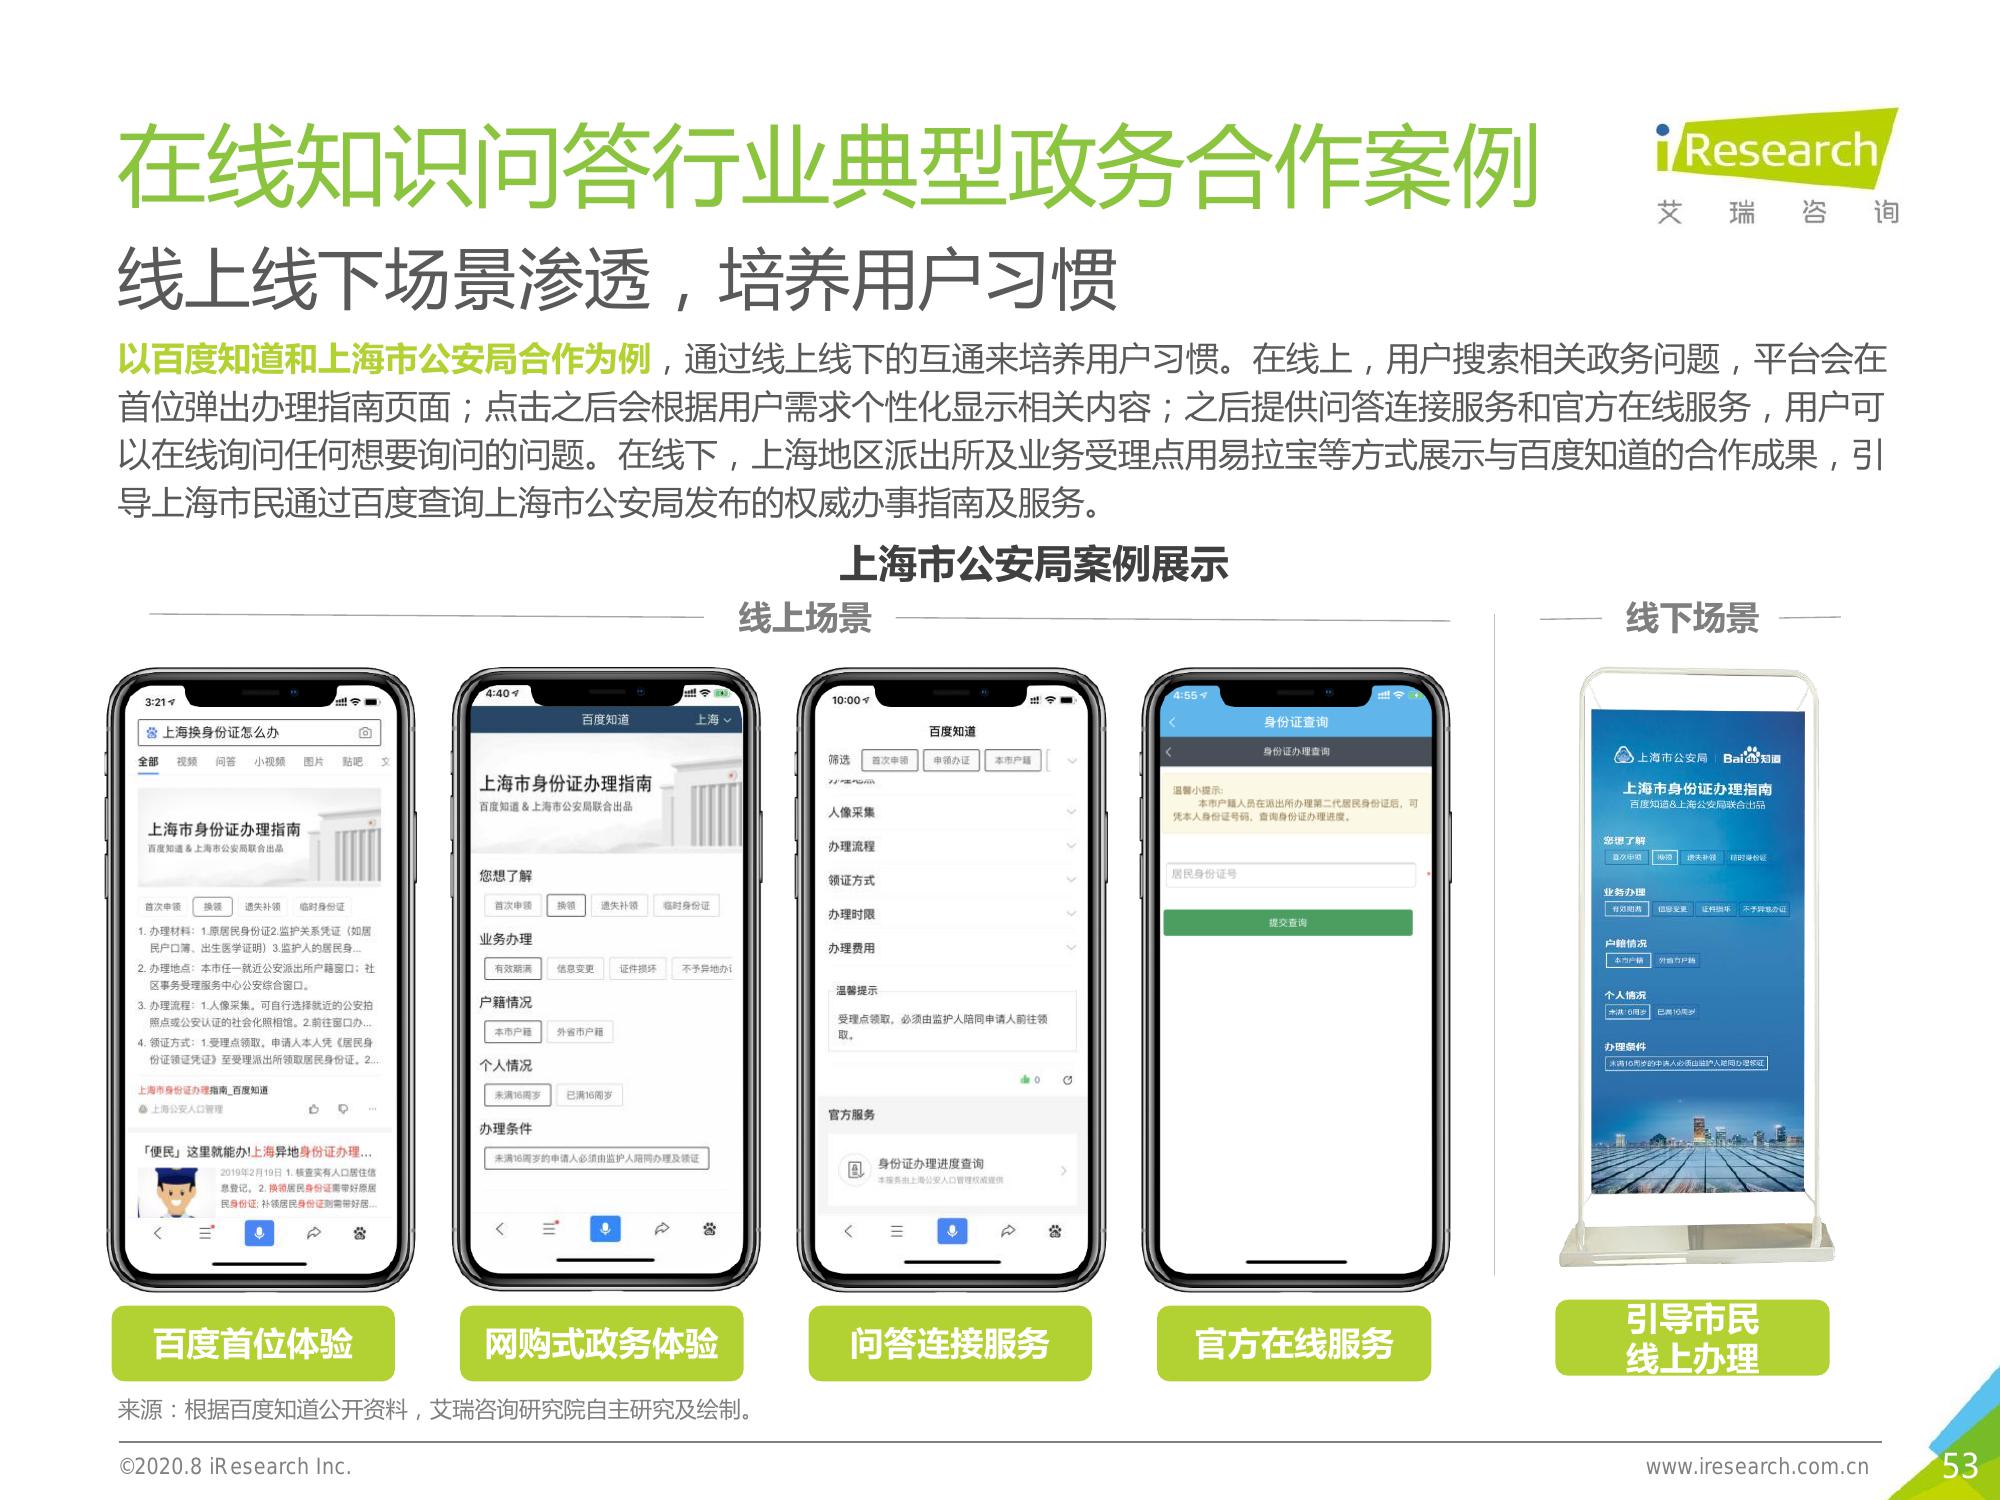 在线知识问答行业典型政务合作案例
iResearch
艾瑞咨询
线上线下场景渗透，培养用户习惯
以百度知道和上海市公安局合作为例，通过线上线下的互通来培养用户习惯。在线上，用户搜索相关政务问题，平台会在
首位弹出办理指南页面；点击之后会根据用户需求个性化显示相关内容；之后提供问答连接服务和官方在线服务，用户可
以在线询问任何想要询问的问题。在线下，上海地区派出所及业务受理点用易拉宝等方式展示与百度知道的合作成果，引
导上海市民通过百度查询上海市公安局发布的权威办事指南及服务。
上海市公安局案例展示
线上场景
线下场景
3:21
上海换身份证怎么办
全部 视频 问答 小视频 图片 贴吧 文
上海市身份证办理指南
百度知道&上海市公安局联合出品
首次申领 换领 遗失补领 临时身份证
1. 办理材料：1.原居民身份证2.监护关系凭证（如居
民户口簿、出生医学证明）3.监护人的居民身...
2. 办理地点：本市任一就近公安派出所户籍窗口；社
区事务受理服务中心公安综合窗口。
3. 办理流程：1.人像采集。可自行选择就近的公安拍
照点或公安认证的社会化照相馆。2.前往窗口办...
4. 领证方式：1.受理点领取。申请人本人凭《居民身
份证领证凭证》至受理派出所领取居民身份证。2...
上海市身份证办理指南_百度知道
上海公安人口管理
「便民」这里就能办!上海异地身份证办理...
2019年2月19日 1. 核查实有人口居住信
息登记。2. 换领居民身份证需带好原居
民身份证; 补领居民身份证则需带好居...
百度首位体验
4:40
百度知道 上海
上海市身份证办理指南
百度知道&上海市公安局联合出品
您想了解
首次申领 换领 遗失补领 临时身份证
业务办理
有效期满 信息变更 证件损坏 不予异地办证
户籍情况
本市户籍 外省市户籍
个人情况
未满16周岁 已满16周岁
办理条件
未满16周岁的申请人必须由监护人陪同办理及领证
网购式政务体验
10:00
百度知道
筛选 首次申领 申领办证 本市户籍
办理地点
人像采集
办理流程
领证方式
办理时限
办理费用
温馨提示
受理点领取，必须由监护人陪同申请人前往领
取。
0
官方服务
身份证办理进度查询
本服务由上海公安人口管理权威提供
问答连接服务
4:55
身份证查询
身份证办理查询
温馨小提示:
本市户籍人员在派出所办理第二代居民身份证后，可
凭本人身份证号码，查询身份证办理进度。
居民身份证号
提交查询
官方在线服务
上海市公安局 Baidu知道
上海市身份证办理指南
百度知道&上海公安局联合出品
您想了解
首次申领 换领 遗失补领 临时身份证
业务办理
有效期满 信息变更 证件损坏 不予异地办证
户籍情况
本市户籍 外省市户籍
个人情况
未满16周岁 已满16周岁
办理条件
未满16周岁的申请人必须由监护人陪同办理领证
引导市民
线上办理
来源：根据百度知道公开资料，艾瑞咨询研究院自主研究及绘制。
©2020.8 iResearch Inc.
www.iresearch.com.cn
53